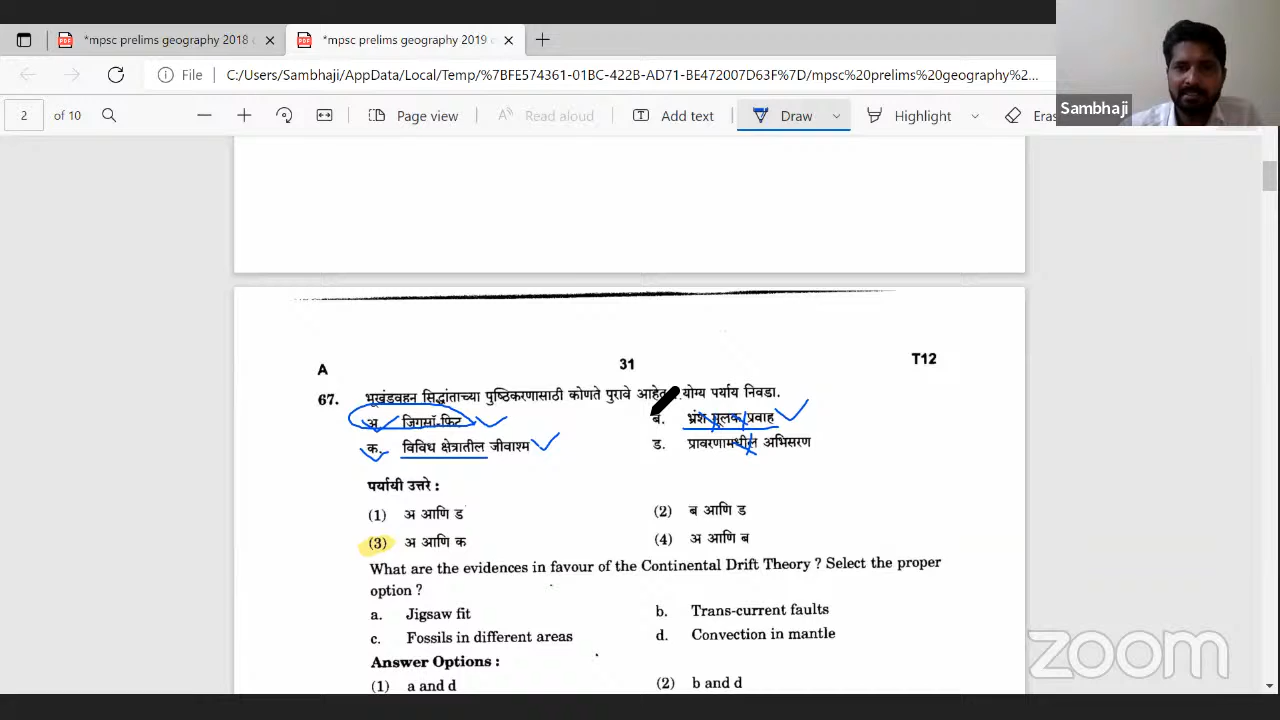 *mpsc prelims geography 2018
*mpsc prelims geography 2019
File C:/Users/Sambhaji/AppData/Local/Temp/%7BFE574361-01BC-422B-AD71-BE472007D63F%7D/mpsc%20prelims%20geography%2...
2 of 10 Page view Read aloud Add text Draw Highlight Eras
Sambhaji
A 31 T12
67. भूखंडवहन सिद्धांताच्या पुष्ठिकरणासाठी कोणते पुरावे आहेत योग्य पर्याय निवडा.
अ. जिगसॉ-फिट ब. भ्रंश मूलक प्रवाह
क. विविध क्षेत्रातील जीवाश्म ड. प्रावरणामधील अभिसरण
पर्यायी उत्तरे :
(1) अ आणि ड (2) ब आणि ड
(3) अ आणि क (4) अ आणि ब
What are the evidences in favour of the Continental Drift Theory ? Select the proper
option ?
a. Jigsaw fit b. Trans-current faults
c. Fossils in different areas d. Convection in mantle
Answer Options :
(1) a and d (2) b and d
zoom